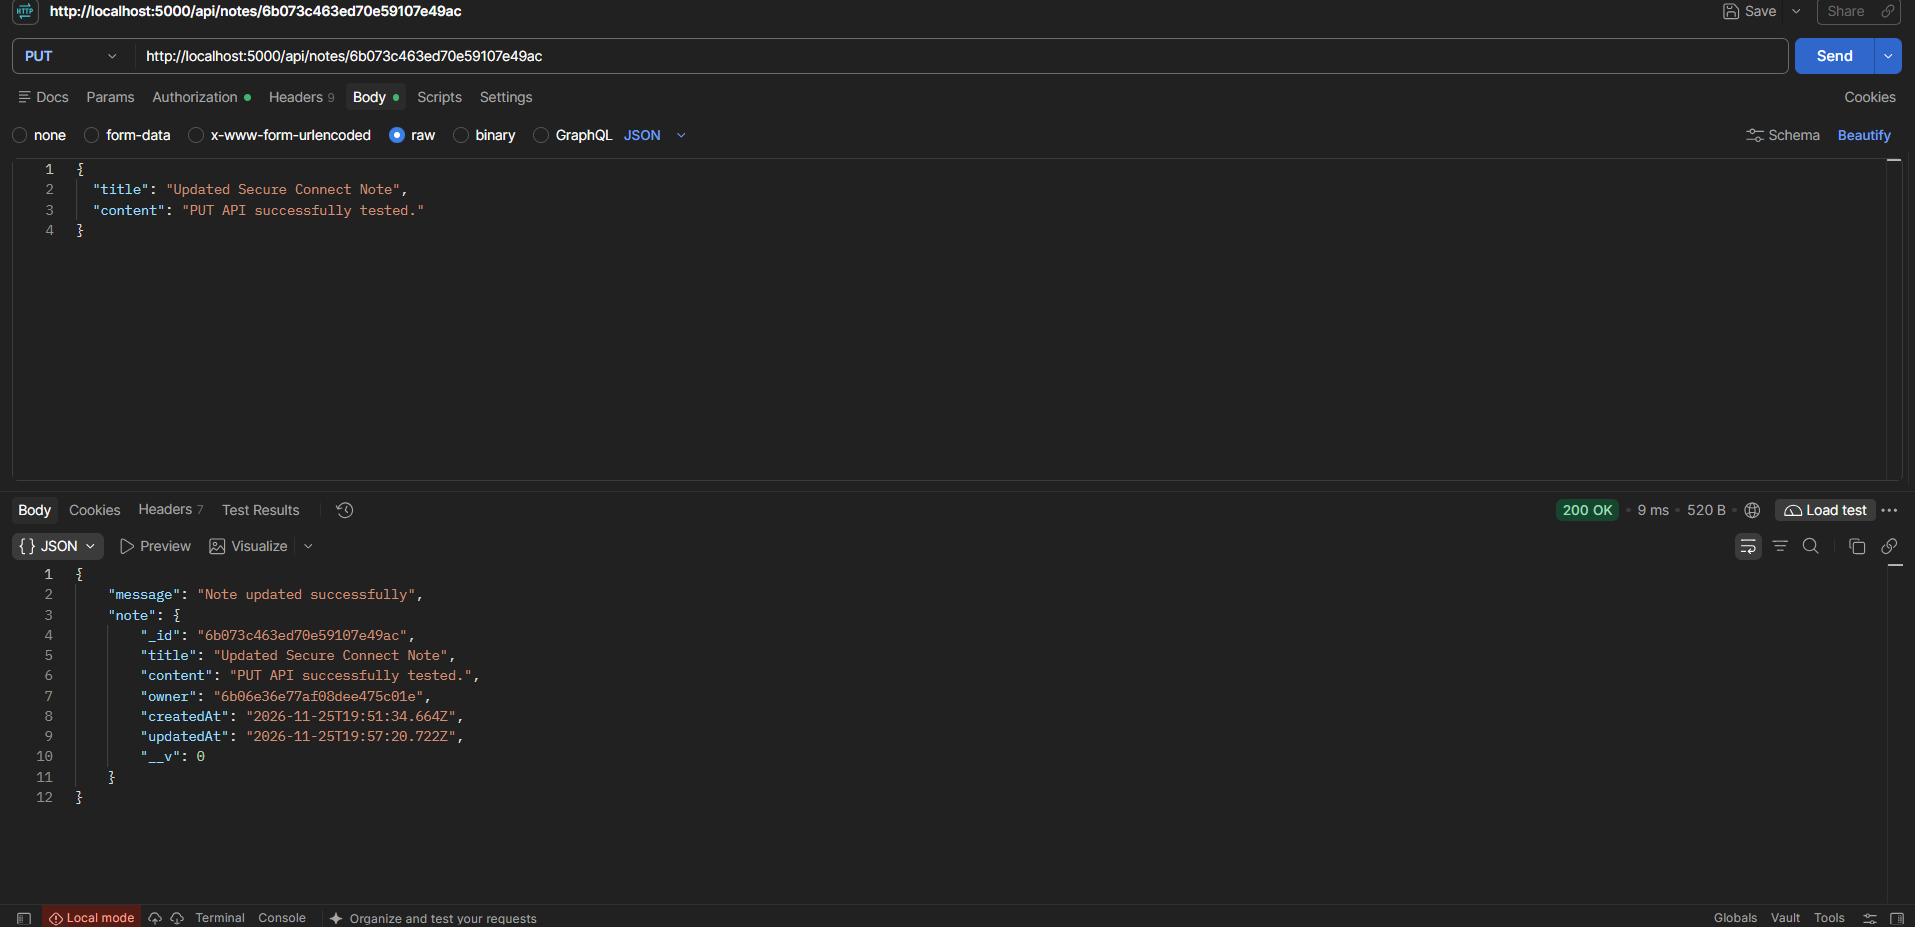 HTTP http://localhost:5000/api/notes/6b073c463ed70e59107e49ac Save Share
PUT http://localhost:5000/api/notes/6b073c463ed70e59107e49ac Send
Docs Params Authorization Headers 9 Body Scripts Settings Cookies
none form-data x-www-form-urlencoded raw binary GraphQL JSON Schema Beautify
1 {
2 "title": "Updated Secure Connect Note",
3 "content": "PUT API successfully tested."
4 }
Body Cookies Headers 7 Test Results 200 OK 9 ms 520 B Load test
{} JSON Preview Visualize
1 {
2 "message": "Note updated successfully",
3 "note": {
4 "_id": "6b073c463ed70e59107e49ac",
5 "title": "Updated Secure Connect Note",
6 "content": "PUT API successfully tested.",
7 "owner": "6b06e36e77af08dee475c01e",
8 "createdAt": "2026-11-25T19:51:34.664Z",
9 "updatedAt": "2026-11-25T19:57:20.722Z",
10 "__v": 0
11 }
12 }
Local mode Terminal Console Organize and test your requests Globals Vault Tools